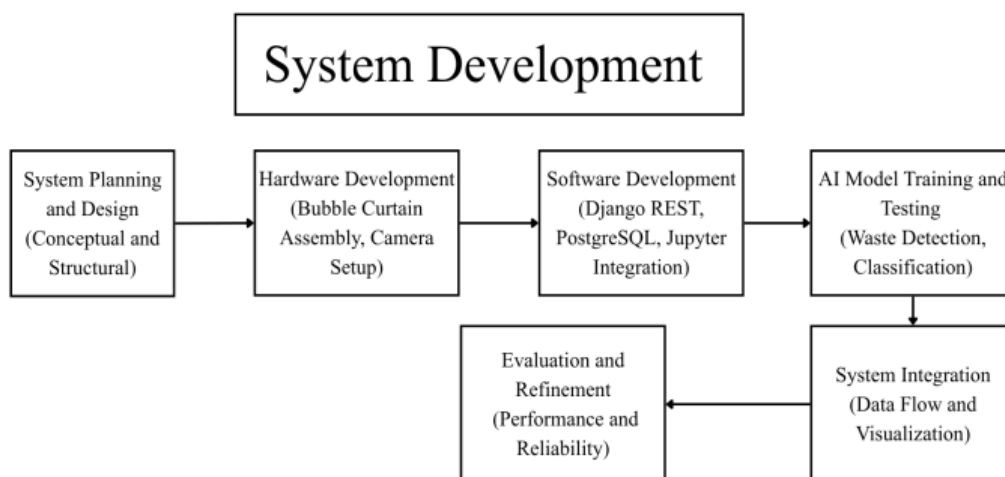 System Development
System Planning
and Design
(Conceptual and
Structural)
Hardware Development
(Bubble Curtain
Assembly, Camera
Setup)
Software Development
(Django REST,
PostgreSQL, Jupyter
Integration)
AI Model Training and
Testing
(Waste Detection,
Classification)
System Integration
(Data Flow and
Visualization)
Evaluation and
Refinement
(Performance and
Reliability)